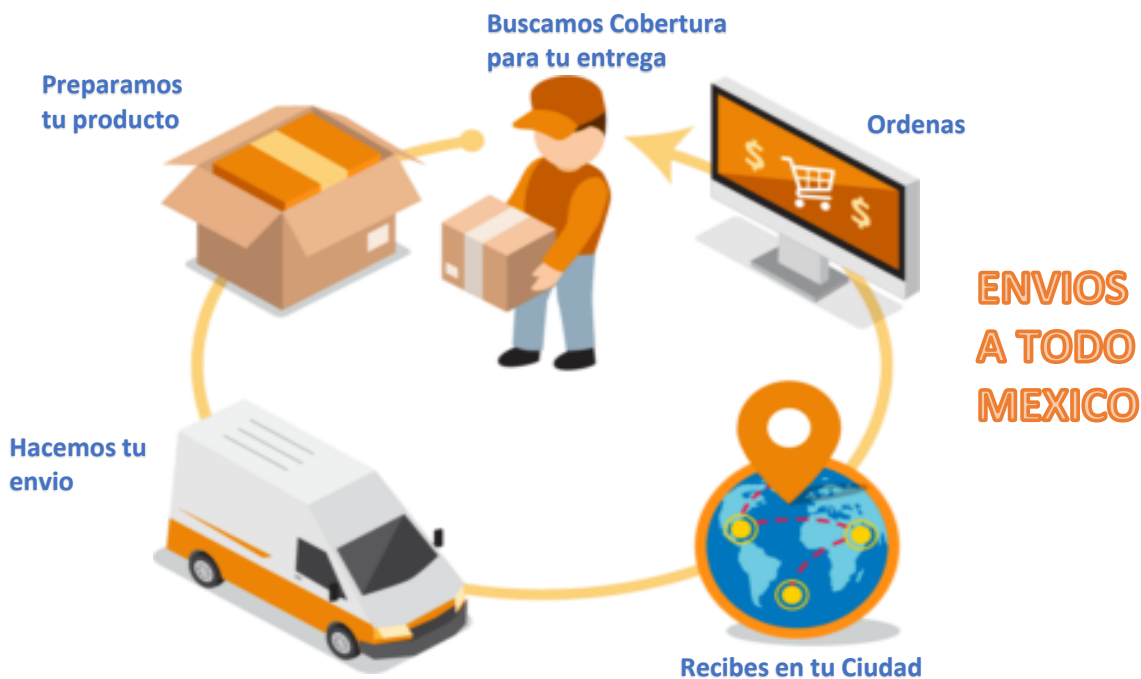 Buscamos Cobertura
para tu entrega
Preparamos
tu producto
Ordenas
$
$
ENVIOS
A TODO
MEXICO
Hacemos tu
envio
Recibes en tu Ciudad